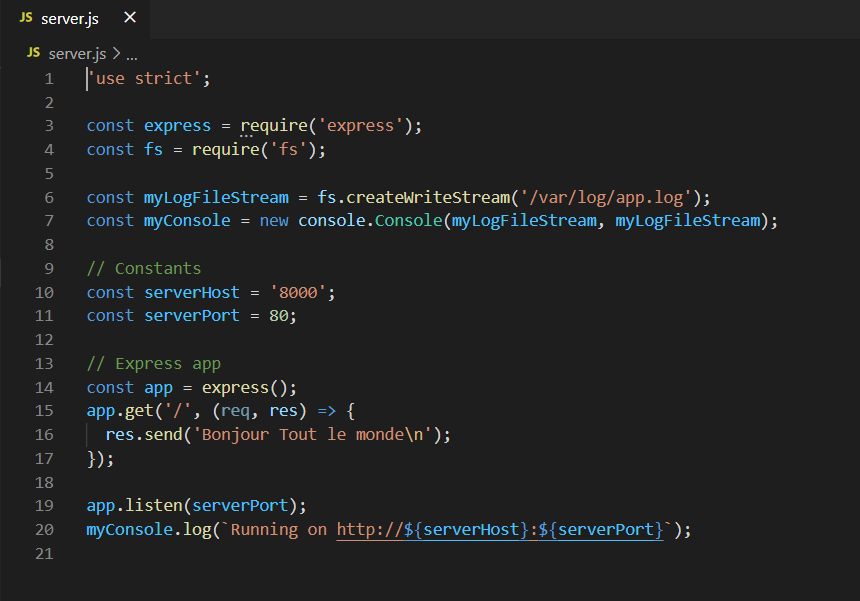 JS server.js ×
JS server.js > ...
1 'use strict';
2
3 const express = require('express');
4 const fs = require('fs');
5
6 const myLogFileStream = fs.createWriteStream('/var/log/app.log');
7 const myConsole = new console.Console(myLogFileStream, myLogFileStream);
8
9 // Constants
10 const serverHost = '8000';
11 const serverPort = 80;
12
13 // Express app
14 const app = express();
15 app.get('/', (req, res) => {
16   res.send('Bonjour Tout le monde\n');
17 });
18
19 app.listen(serverPort);
20 myConsole.log(`Running on http://${serverHost}:${serverPort}`);
21